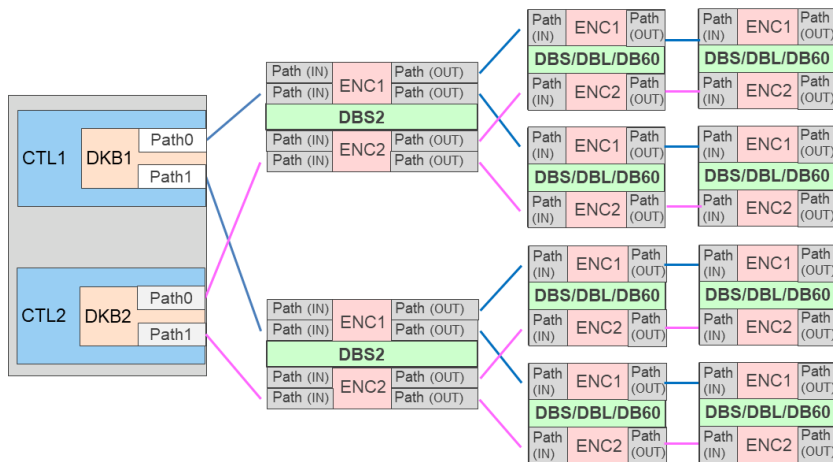 CTL1
DKB1
Path0
Path1
CTL2
DKB2
Path0
Path1
Path (IN) ENC1 Path (OUT)
Path (IN) Path (OUT)
DBS2
Path (IN) ENC2 Path (OUT)
Path (IN) Path (OUT)
Path (IN) ENC1 Path (OUT)
Path (IN) Path (OUT)
DBS2
Path (IN) ENC2 Path (OUT)
Path (IN) Path (OUT)
Path ENC1 Path
(IN) (OUT)
DBS/DBL/DB60
Path ENC2 Path
(IN) (OUT)
Path ENC1 Path
(IN) (OUT)
DBS/DBL/DB60
Path ENC2 Path
(IN) (OUT)
Path ENC1 Path
(IN) (OUT)
DBS/DBL/DB60
Path ENC2 Path
(IN) (OUT)
Path ENC1 Path
(IN) (OUT)
DBS/DBL/DB60
Path ENC2 Path
(IN) (OUT)
Path ENC1 Path
(IN) (OUT)
DBS/DBL/DB60
Path ENC2 Path
(IN) (OUT)
Path ENC1 Path
(IN) (OUT)
DBS/DBL/DB60
Path ENC2 Path
(IN) (OUT)
Path ENC1 Path
(IN) (OUT)
DBS/DBL/DB60
Path ENC2 Path
(IN) (OUT)
Path ENC1 Path
(IN) (OUT)
DBS/DBL/DB60
Path ENC2 Path
(IN) (OUT)